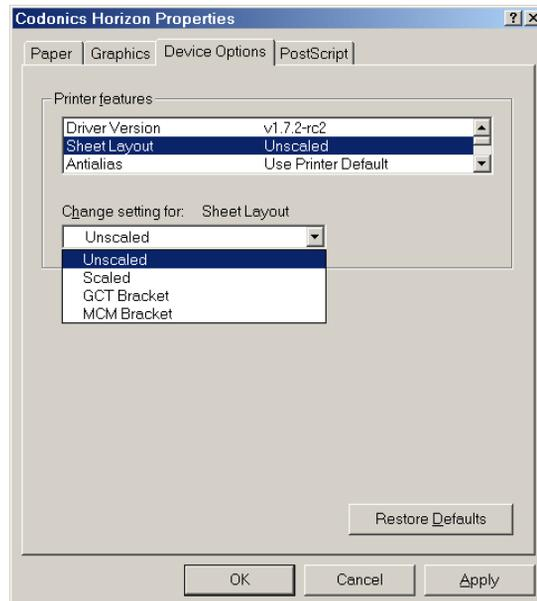 Codonics Horizon Properties
Paper Graphics Device Options PostScript
Printer features
Driver Version v1.7.2-rc2
Sheet Layout Unscaled
Antialias Use Printer Default
Change setting for: Sheet Layout
Unscaled
Unscaled
Scaled
GCT Bracket
MCM Bracket
Restore Defaults
OK Cancel Apply